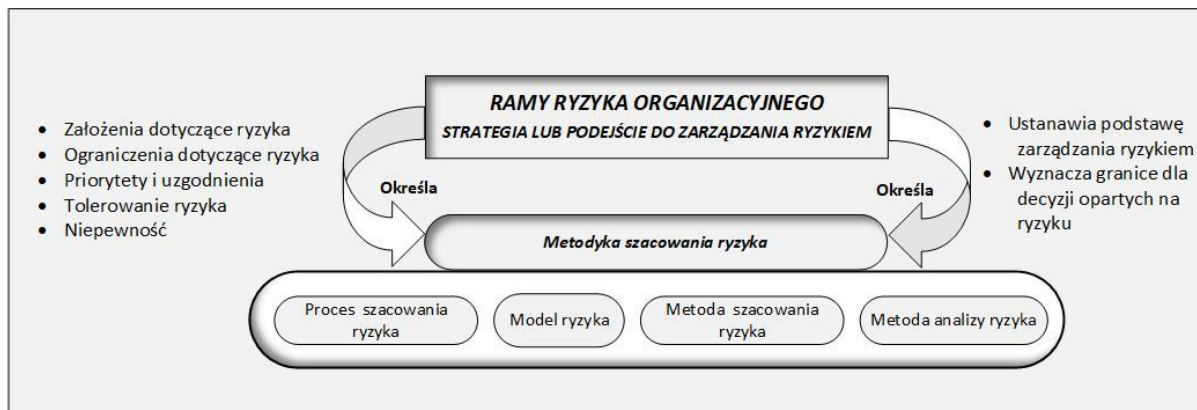 RAMY RYZYKA ORGANIZACYJNEGO
STRATEGIA LUB PODEJŚCIE DO ZARZĄDZANIA RYZYKIEM
• Założenia dotyczące ryzyka
• Ograniczenia dotyczące ryzyka
• Priorytety i uzgodnienia
• Tolerowanie ryzyka
• Niepewność
Określa
Określa
• Ustanawia podstawę
zarządzania ryzykiem
• Wyznacza granice dla
decyzji opartych na
ryzyku
Metodyka szacowania ryzyka
Proces szacowania
ryzyka
Model ryzyka
Metoda szacowania
ryzyka
Metoda analizy ryzyka